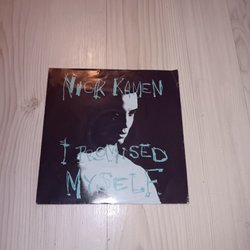 NICK KAMEN
I PROMISED
MYSELF